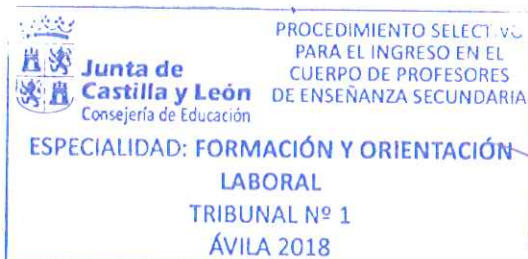 PROCEDIMIENTO SELECTIVO
PARA EL INGRESO EN EL
CUERPO DE PROFESORES
DE ENSEÑANZA SECUNDARIA
Junta de
Castilla y León
Consejería de Educación
ESPECIALIDAD: FORMACIÓN Y ORIENTACIÓN
LABORAL
TRIBUNAL Nº 1
ÁVILA 2018